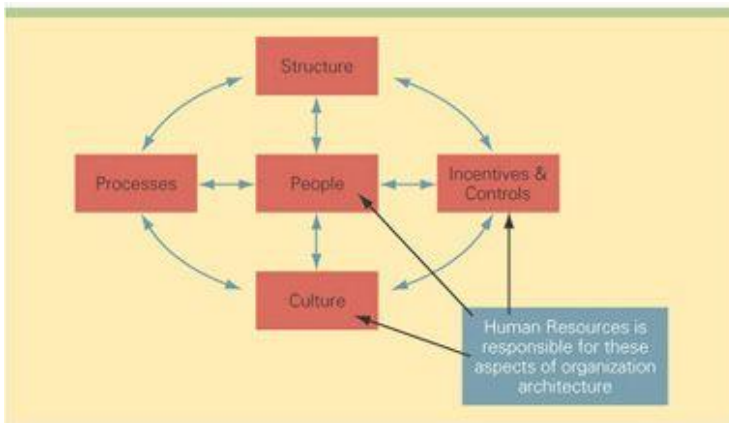 Structure
Processes
People
Incentives &
Controls
Culture
Human Resources is
responsible for these
aspects of organization
architecture